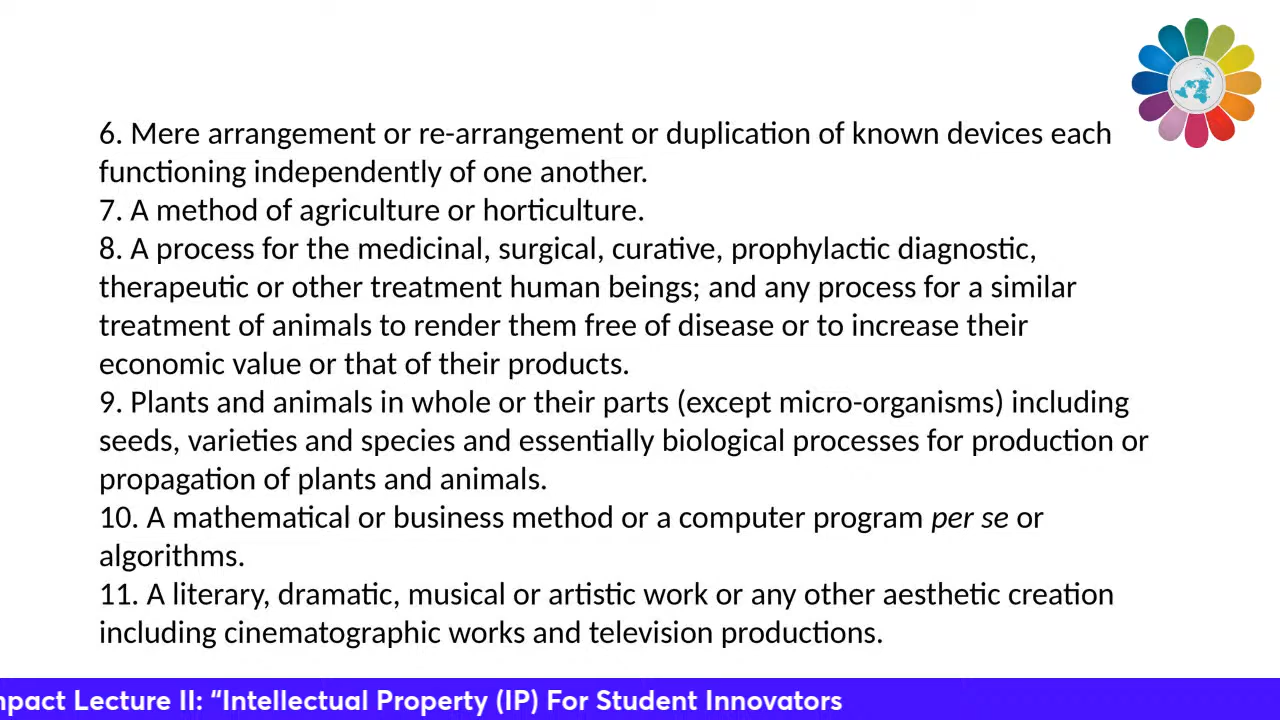 6. Mere arrangement or re-arrangement or duplication of known devices each
functioning independently of one another.
7. A method of agriculture or horticulture.
8. A process for the medicinal, surgical, curative, prophylactic diagnostic,
therapeutic or other treatment human beings; and any process for a similar
treatment of animals to render them free of disease or to increase their
economic value or that of their products.
9. Plants and animals in whole or their parts (except micro-organisms) including
seeds, varieties and species and essentially biological processes for production or
propagation of plants and animals.
10. A mathematical or business method or a computer program per se or
algorithms.
11. A literary, dramatic, musical or artistic work or any other aesthetic creation
including cinematographic works and television productions.
mpact Lecture II: “Intellectual Property (IP) For Student Innovators